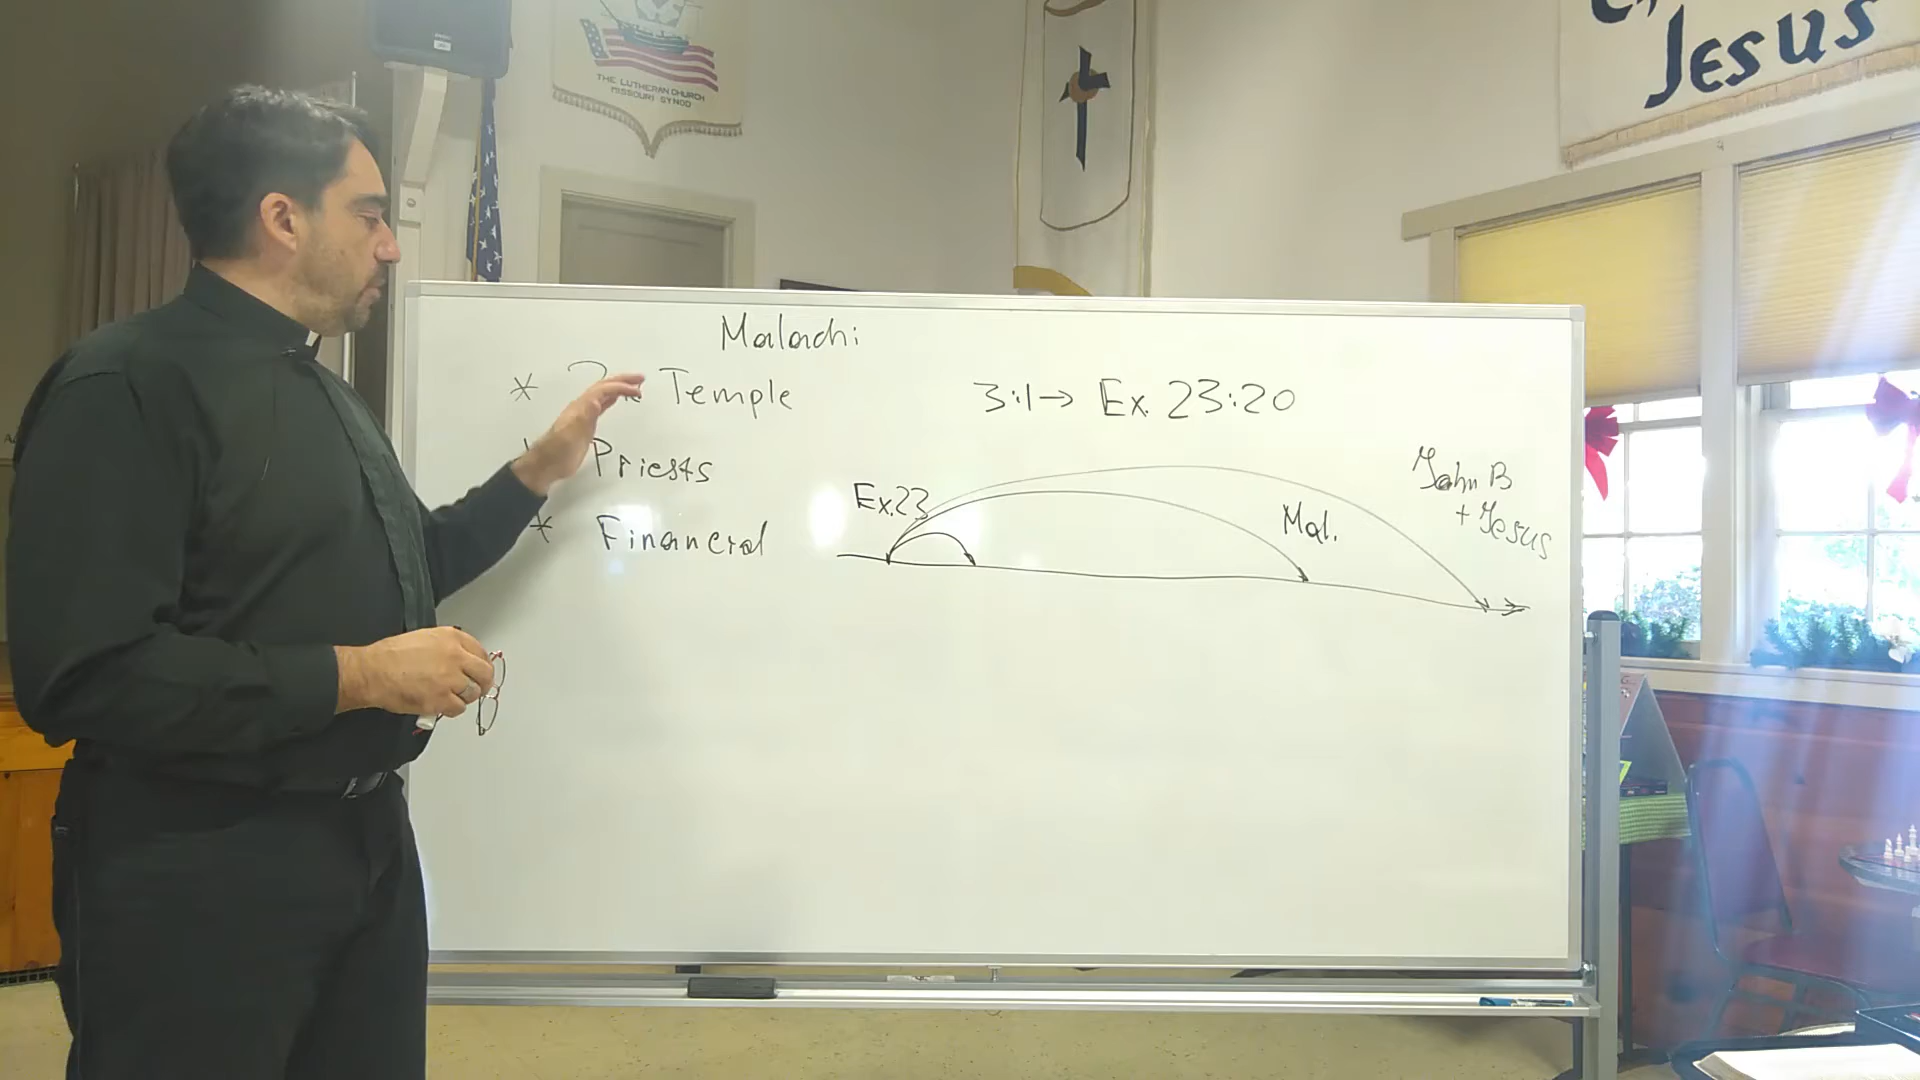 THE LUTHERAN CHURCH
MISSOURI SYNOD
Jesus
Malachi
* Temple
3:1→ Ex. 23:20
Priests
* Financial
Ex.23
Mal.
John B
+ Jesus